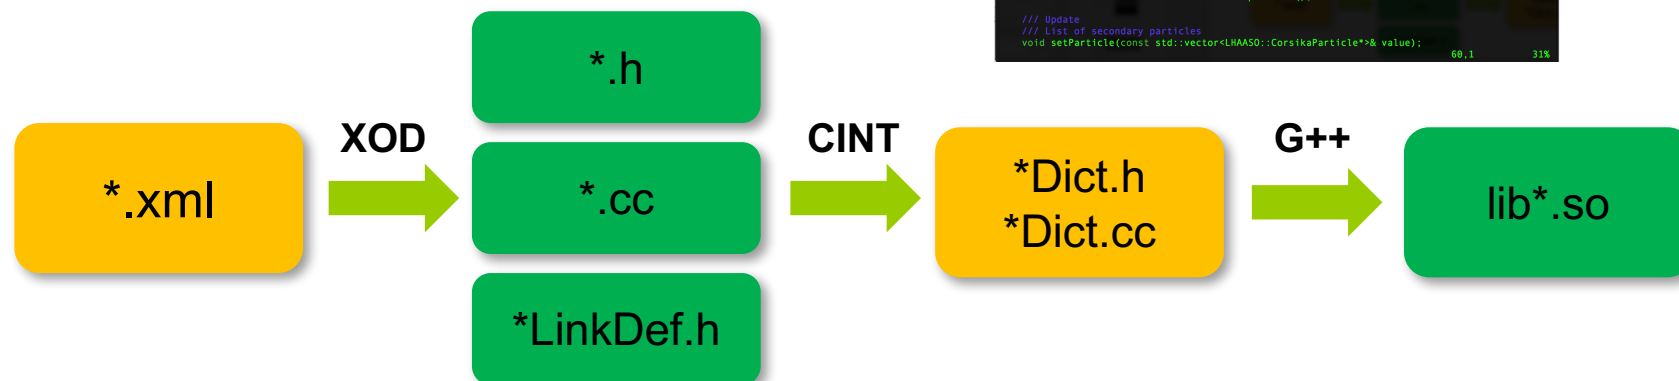 /// Update
/// List of secondary particles
void setParticle(const std::vector<LHAASO::CorsikaParticle*>& value);
60,1 31%
*.h
XOD
CINT
G++
*.xml
*.cc
*Dict.h
*Dict.cc
lib*.so
*LinkDef.h